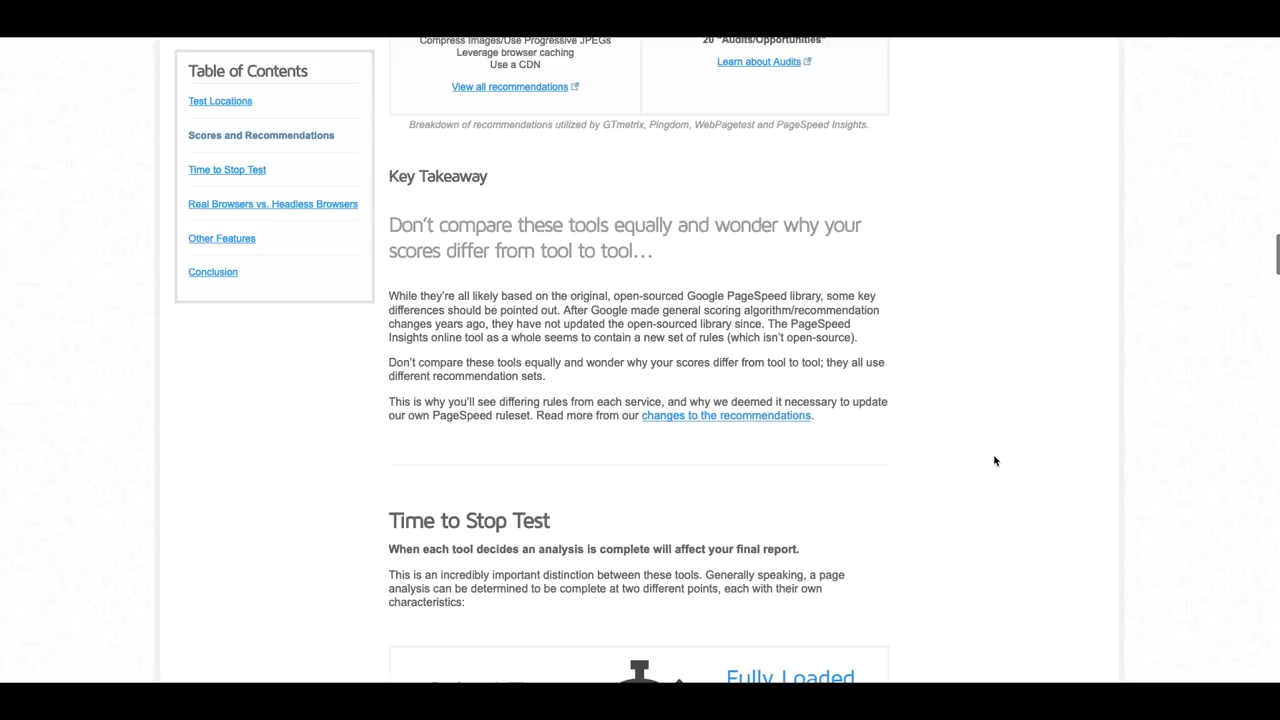 Compress Images/Use Progressive JPEGs
Leverage browser caching
Use a CDN
View all recommendations
20 "Audits/Opportunities"
Learn about Audits
Breakdown of recommendations utilized by GTmetrix, Pingdom, WebPagetest and PageSpeed Insights.
Table of Contents
Test Locations
Scores and Recommendations
Time to Stop Test
Real Browsers vs. Headless Browsers
Other Features
Conclusion
Key Takeaway
Don't compare these tools equally and wonder why your
scores differ from tool to tool…
While they're all likely based on the original, open-sourced Google PageSpeed library, some key
differences should be pointed out. After Google made general scoring algorithm/recommendation
changes years ago, they have not updated the open-sourced library since. The PageSpeed
Insights online tool as a whole seems to contain a new set of rules (which isn't open-source).
Don't compare these tools equally and wonder why your scores differ from tool to tool; they all use
different recommendation sets.
This is why you'll see differing rules from each service, and why we deemed it necessary to update
our own PageSpeed ruleset. Read more from our changes to the recommendations.
Time to Stop Test
When each tool decides an analysis is complete will affect your final report.
This is an incredibly important distinction between these tools. Generally speaking, a page
analysis can be determined to be complete at two different points, each with their own
characteristics:
Fully Loaded